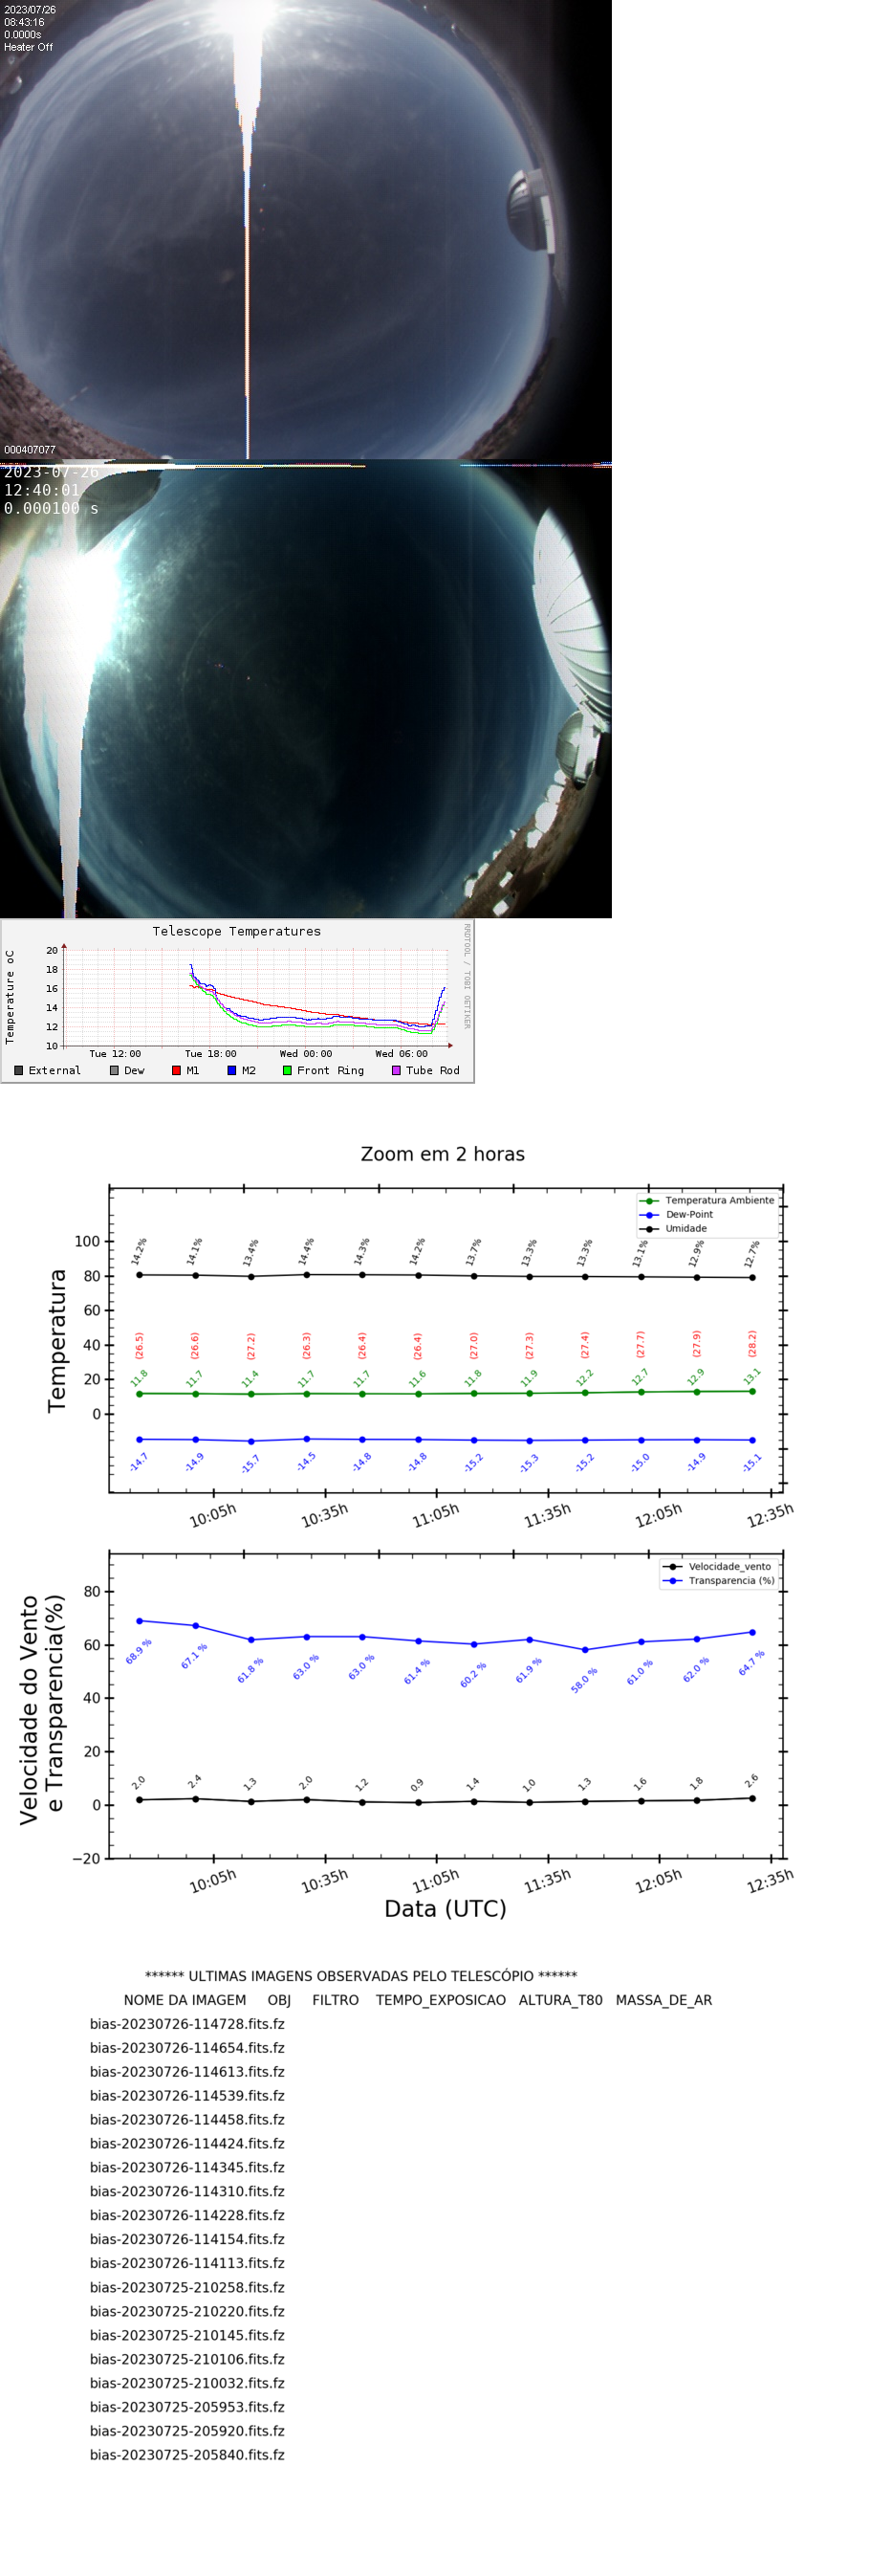 2023/07/26
08:43:16
0.0000s
Heater Off
000407077
2023-07-26
12:40:01
0.000100 s
Telescope Temperatures
RRDTOOL / TOBI OETIKER
Temperature oC
20
18
16
14
12
10
Tue 12:00 Tue 18:00 Wed 00:00 Wed 06:00
External Dew M1 M2 Front Ring Tube Rod
Zoom em 2 horas
Temperatura Ambiente
Dew-Point
Umidade
Temperatura
100
80
60
40
20
0
14.2% 14.1% 13.4% 14.4% 14.3% 14.2% 13.7% 13.3% 13.3% 13.1% 12.9% 12.7%
(26.5) (26.6) (27.2) (26.3) (26.4) (26.4) (27.0) (27.3) (27.4) (27.7) (27.9) (28.2)
11.8 11.7 11.4 11.7 11.7 11.6 11.8 11.9 12.2 12.7 12.9 13.1
-14.7 -14.9 -15.7 -14.5 -14.8 -14.8 -15.2 -15.3 -15.2 -15.0 -14.9 -15.1
10:05h 10:35h 11:05h 11:35h 12:05h 12:35h
Velocidade_vento
Transparencia (%)
Velocidade do Vento
e Transparencia(%)
80
60
40
20
0
−20
68.9 % 67.1 % 61.8 % 63.0 % 63.0 % 61.4 % 60.2 % 61.9 % 58.0 % 61.0 % 62.0 % 64.7 %
2.0 2.4 1.3 2.0 1.2 0.9 1.4 1.0 1.3 1.6 1.8 2.6
10:05h 10:35h 11:05h 11:35h 12:05h 12:35h
Data (UTC)
****** ULTIMAS IMAGENS OBSERVADAS PELO TELESCÓPIO ******
NOME DA IMAGEM OBJ FILTRO TEMPO_EXPOSICAO ALTURA_T80 MASSA_DE_AR
bias-20230726-114728.fits.fz
bias-20230726-114654.fits.fz
bias-20230726-114613.fits.fz
bias-20230726-114539.fits.fz
bias-20230726-114458.fits.fz
bias-20230726-114424.fits.fz
bias-20230726-114345.fits.fz
bias-20230726-114310.fits.fz
bias-20230726-114228.fits.fz
bias-20230726-114154.fits.fz
bias-20230726-114113.fits.fz
bias-20230725-210258.fits.fz
bias-20230725-210220.fits.fz
bias-20230725-210145.fits.fz
bias-20230725-210106.fits.fz
bias-20230725-210032.fits.fz
bias-20230725-205953.fits.fz
bias-20230725-205920.fits.fz
bias-20230725-205840.fits.fz